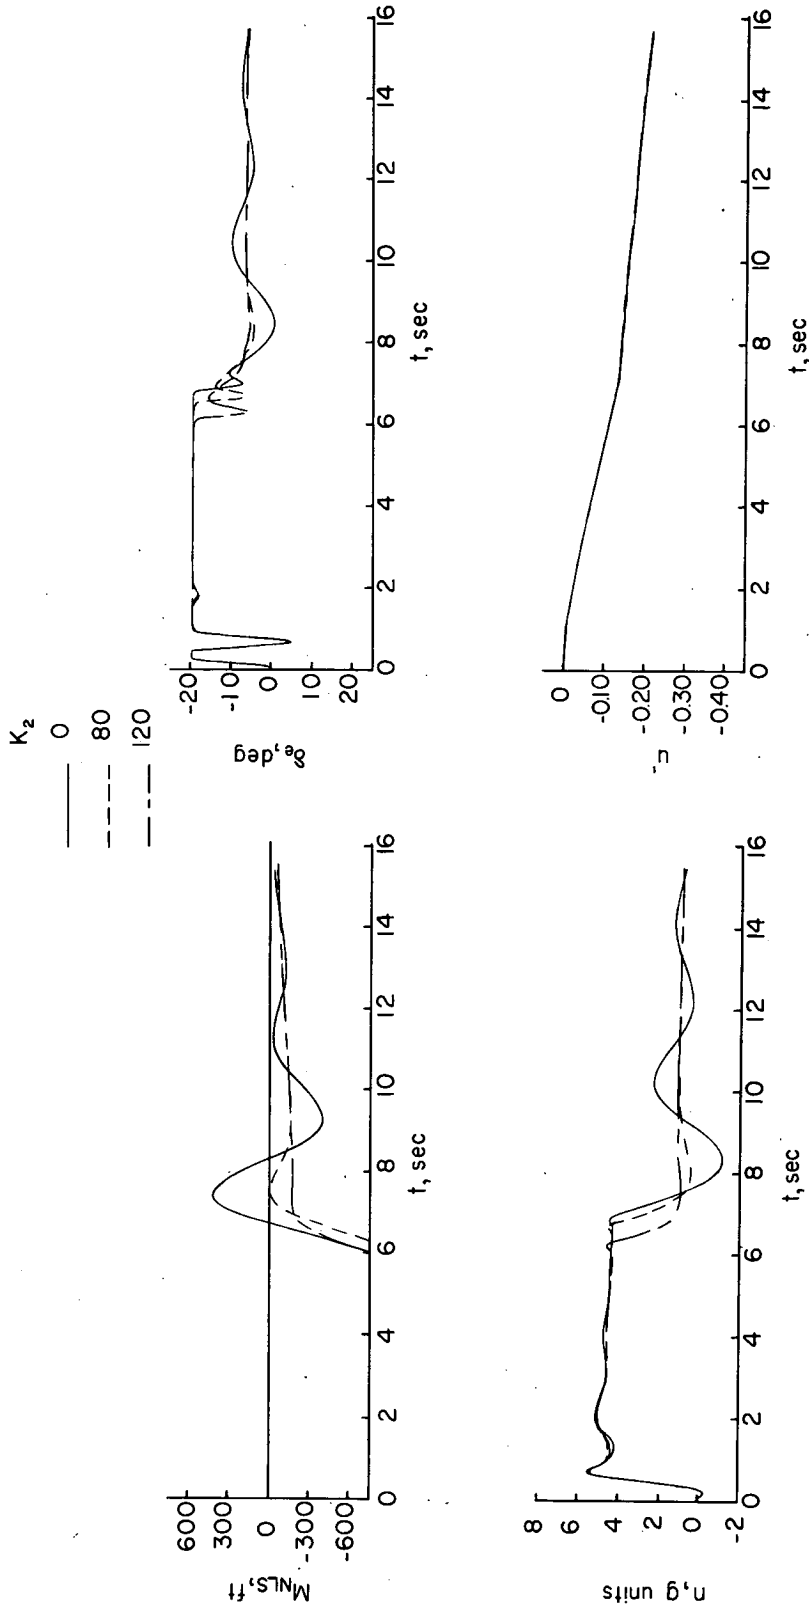 K₂
0
80
120
600
300
0
-300
-600
M_NLS, ft
0 2 4 6 8 10 12 14 16
t, sec
-20
-10
0
10
20
δe, deg
0 2 4 6 8 10 12 14 16
t, sec
8
6
4
2
0
-2
n, g units
0 2 4 6 8 10 12 14 16
t, sec
0
-0.10
-0.20
-0.30
-0.40
u'
0 2 4 6 8 10 12 14 16
t, sec